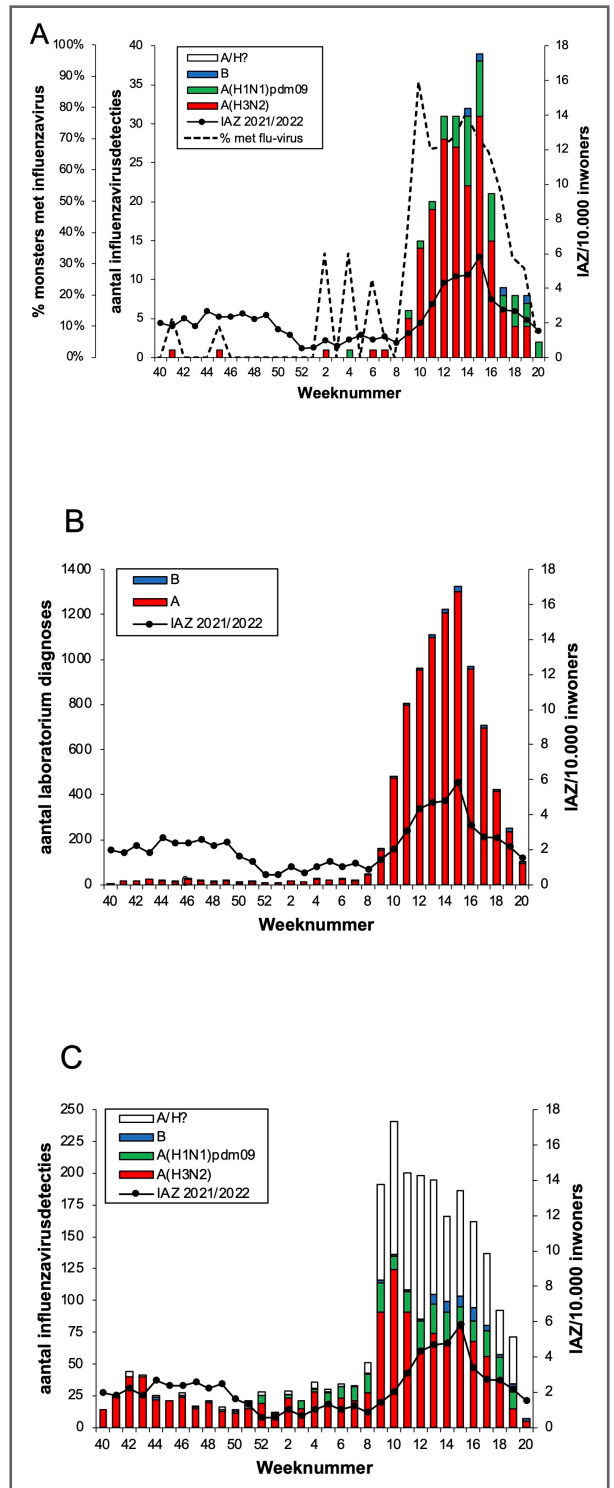 A
% monsters met influenzavirus
100%
90%
80%
70%
60%
50%
40%
30%
20%
10%
0%
aantal influenzavirusdetecties
40
35
30
25
20
15
10
5
0
A/H?
B
A(H1N1)pdm09
A(H3N2)
IAZ 2021/2022
% met flu-virus
18
16
14
12
10
8
6
4
2
0
IAZ/10.000 inwoners
40 42 44 46 48 50 52 2 4 6 8 10 12 14 16 18 20
Weeknummer
B
aantal laboratorium diagnoses
1400
1200
1000
800
600
400
200
0
B
A
IAZ 2021/2022
18
16
14
12
10
8
6
4
2
0
IAZ/10.000 inwoners
40 42 44 46 48 50 52 2 4 6 8 10 12 14 16 18 20
Weeknummer
C
aantal influenzavirusdetecties
250
225
200
175
150
125
100
75
50
25
0
A/H?
B
A(H1N1)pdm09
A(H3N2)
IAZ 2021/2022
18
16
14
12
10
8
6
4
2
0
IAZ/10.000 inwoners
40 42 44 46 48 50 52 2 4 6 8 10 12 14 16 18 20
Weeknummer